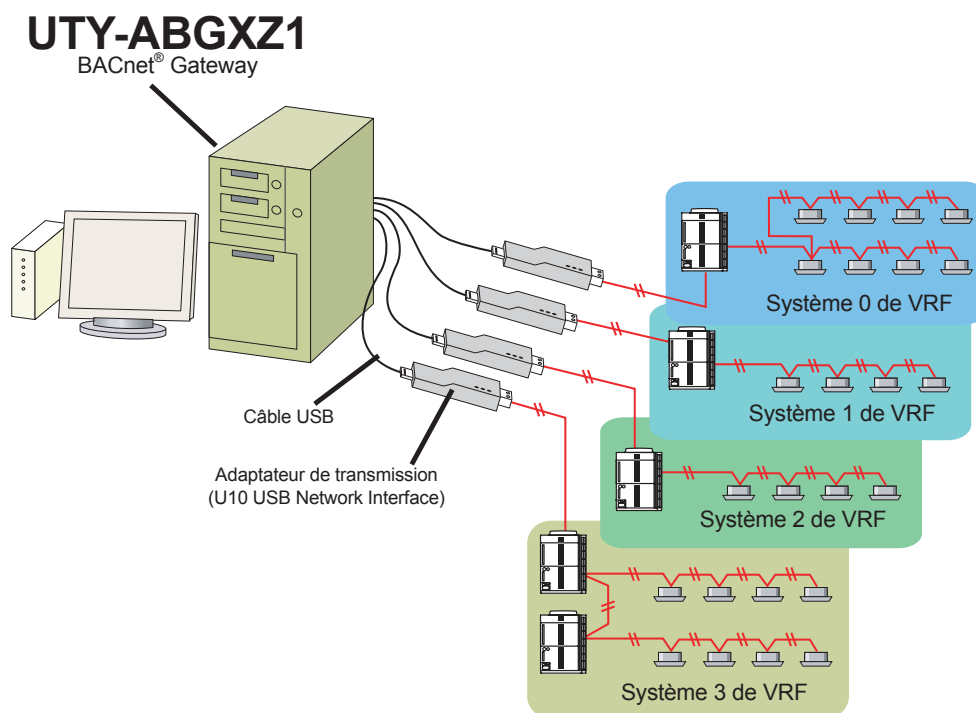 UTY-ABGXZ1
BACnet® Gateway
Système 0 de VRF
Système 1 de VRF
Câble USB
Adaptateur de transmission
(U10 USB Network Interface)
Système 2 de VRF
Système 3 de VRF